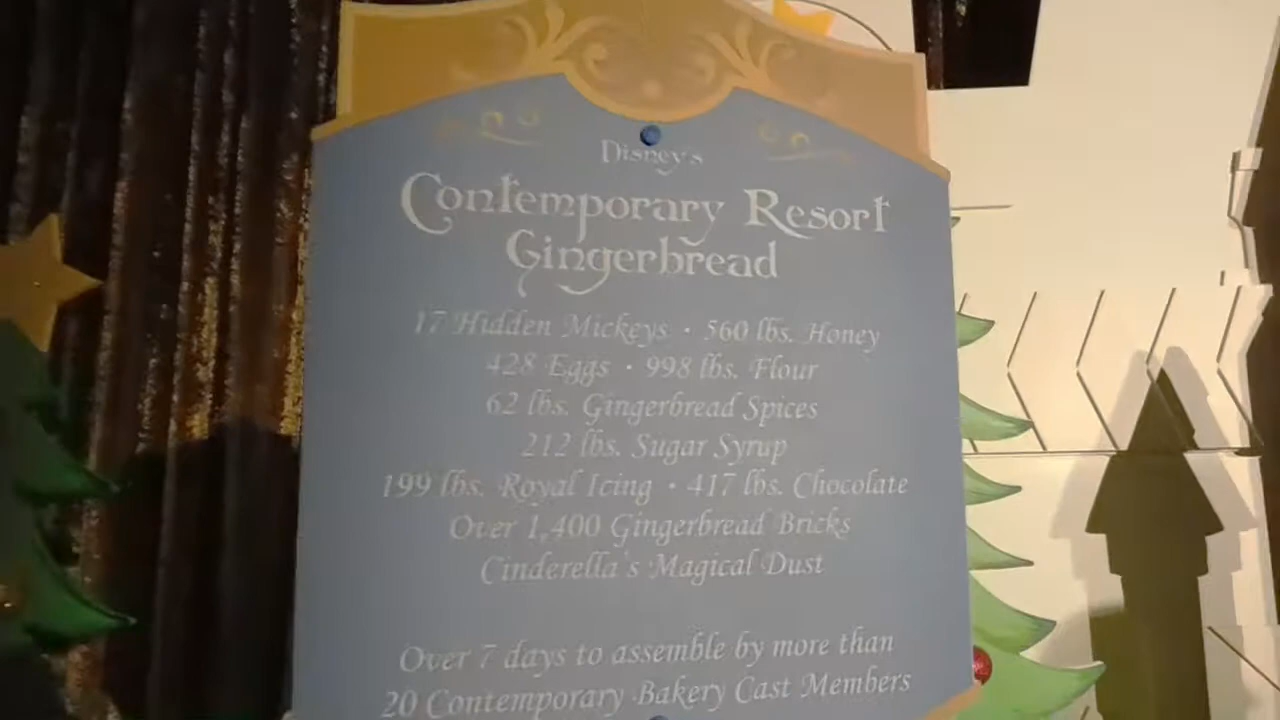 Disney's
Contemporary Resort
Gingerbread
17 Hidden Mickeys · 560 lbs. Honey
428 Eggs · 998 lbs. Flour
62 lbs. Gingerbread Spices
212 lbs. Sugar Syrup
199 lbs. Royal Icing · 417 lbs. Chocolate
Over 1,400 Gingerbread Bricks
Cinderella's Magical Dust
Over 7 days to assemble by more than
20 Contemporary Bakery Cast Members